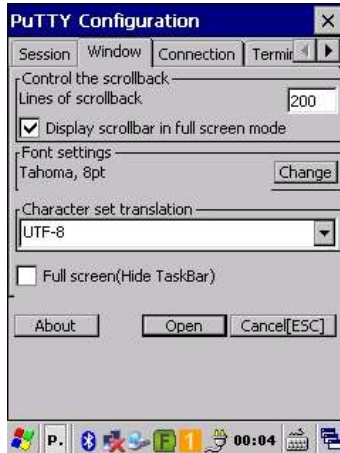 PuTTY Configuration
Session Window Connection
Control the scrollback
Lines of scrollback 200
Display scrollbar in full screen mode
Font settings
Tahoma, 8pt Change
Character set translation
UTF-8
Full screen(Hide TaskBar)
About Open Cancel[ESC]
P. F 1 00:04